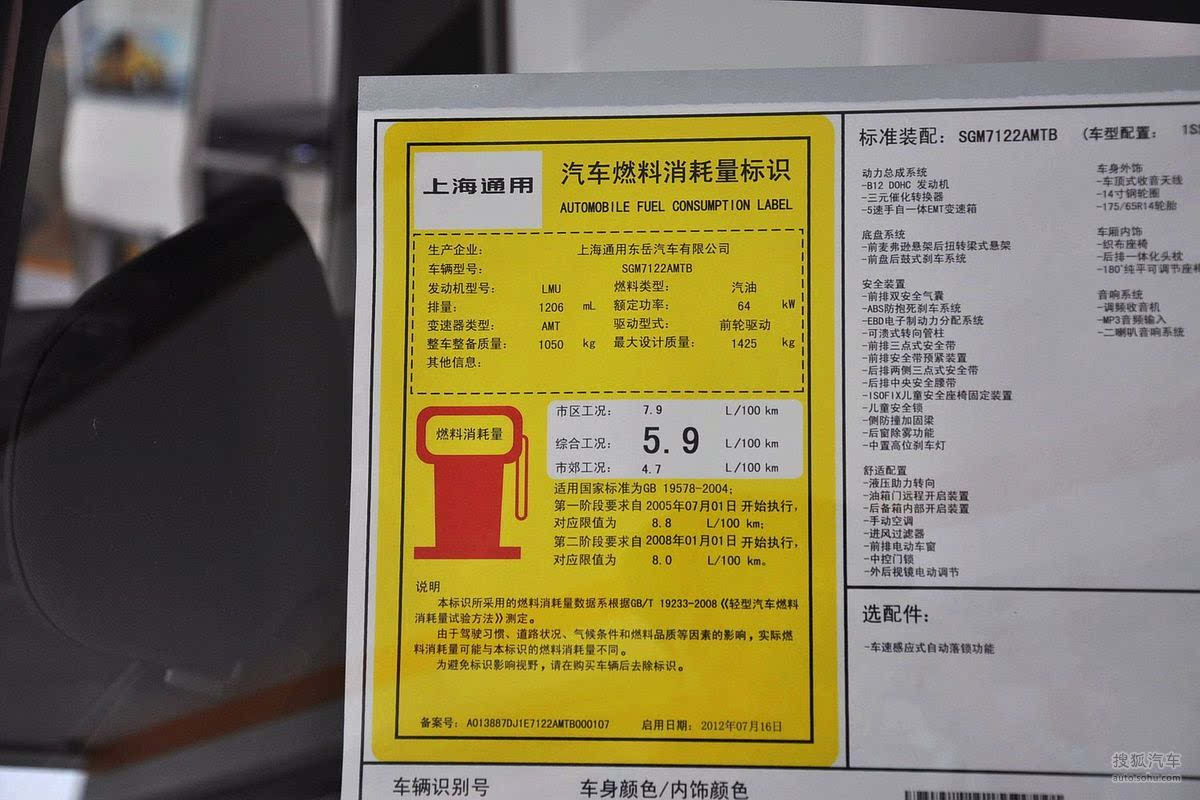 上海通用
汽车燃料消耗量标识
AUTOMOBILE FUEL CONSUMPTION LABEL
生产企业: 上海通用东岳汽车有限公司
车辆型号: SGM7122AMTB
发动机型号: LMU 燃料类型: 汽油
排量: 1206 mL 额定功率: 64 kW
变速器类型: AMT 驱动型式: 前轮驱动
整车整备质量: 1050 kg 最大设计质量: 1425 kg
其他信息:
燃料消耗量
市区工况: 7.9 L/100 km
综合工况: 5.9 L/100 km
市郊工况: 4.7 L/100 km
适用国家标准为GB 19578-2004;
第一阶段要求自2005年07月01日开始执行,
对应限值为 8.8 L/100 km;
第二阶段要求自2008年01月01日开始执行,
对应限值为 8.0 L/100 km。
说明
本标识所采用的燃料消耗量数据系根据GB/T 19233-2008《轻型汽车燃料
消耗量试验方法》测定。
由于驾驶习惯、道路状况、气候条件和燃料品质等因素的影响,实际燃
料消耗量可能与本标识的燃料消耗量不同。
为避免标识影响视野,请在购买车辆后去除标识。
备案号: A013887DJ1E7122AMTB000107 启用日期: 2012年07月16日
标准装配: SGM7122AMTB (车型配置:
动力总成系统
-B12 DOHC 发动机
-三元催化转换器
-5速手自一体EMT变速箱
底盘系统
-前麦弗逊悬架后扭转梁式悬架
-前盘后鼓式刹车系统
安全装置
-前排双安全气囊
-ABS防抱死刹车系统
-EBD电子制动力分配系统
-可溃式转向管柱
-前排三点式安全带
-前排安全带预紧装置
-后排两侧三点式安全带
-后排中央安全腰带
-ISOFIX儿童安全座椅固定装置
-儿童安全锁
-侧防撞加固梁
-后窗除雾功能
-中置高位刹车灯
舒适配置
-液压助力转向
-油箱门远程开启装置
-后备箱内部开启装置
-手动空调
-进风过滤器
-前排电动车窗
-中控门锁
-外后视镜电动调节
车身外饰
-车顶式收音天线
-14寸钢轮圈
-175/65R14轮胎
车厢内饰
-织布座椅
-后排一体化头枕
-180°纯平可调节座椅
音响系统
-调频收音机
-MP3音频输入
-二喇叭音响系统
选配件:
-车速感应式自动落锁功能
车辆识别号 车身颜色/内饰颜色
搜狐汽车
auto.sohu.com